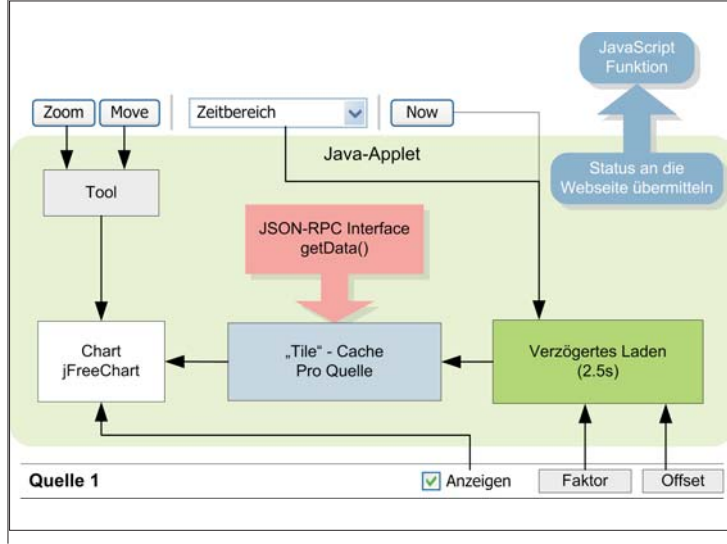 JavaScript
Funktion
Zoom
Move
Zeitbereich
Now
Java-Applet
Status an die
Webseite übermitteln
Tool
JSON-RPC Interface
getData()
Chart
jFreeChart
„Tile“ - Cache
Pro Quelle
Verzögertes Laden
(2.5s)
Quelle 1
Anzeigen
Faktor
Offset